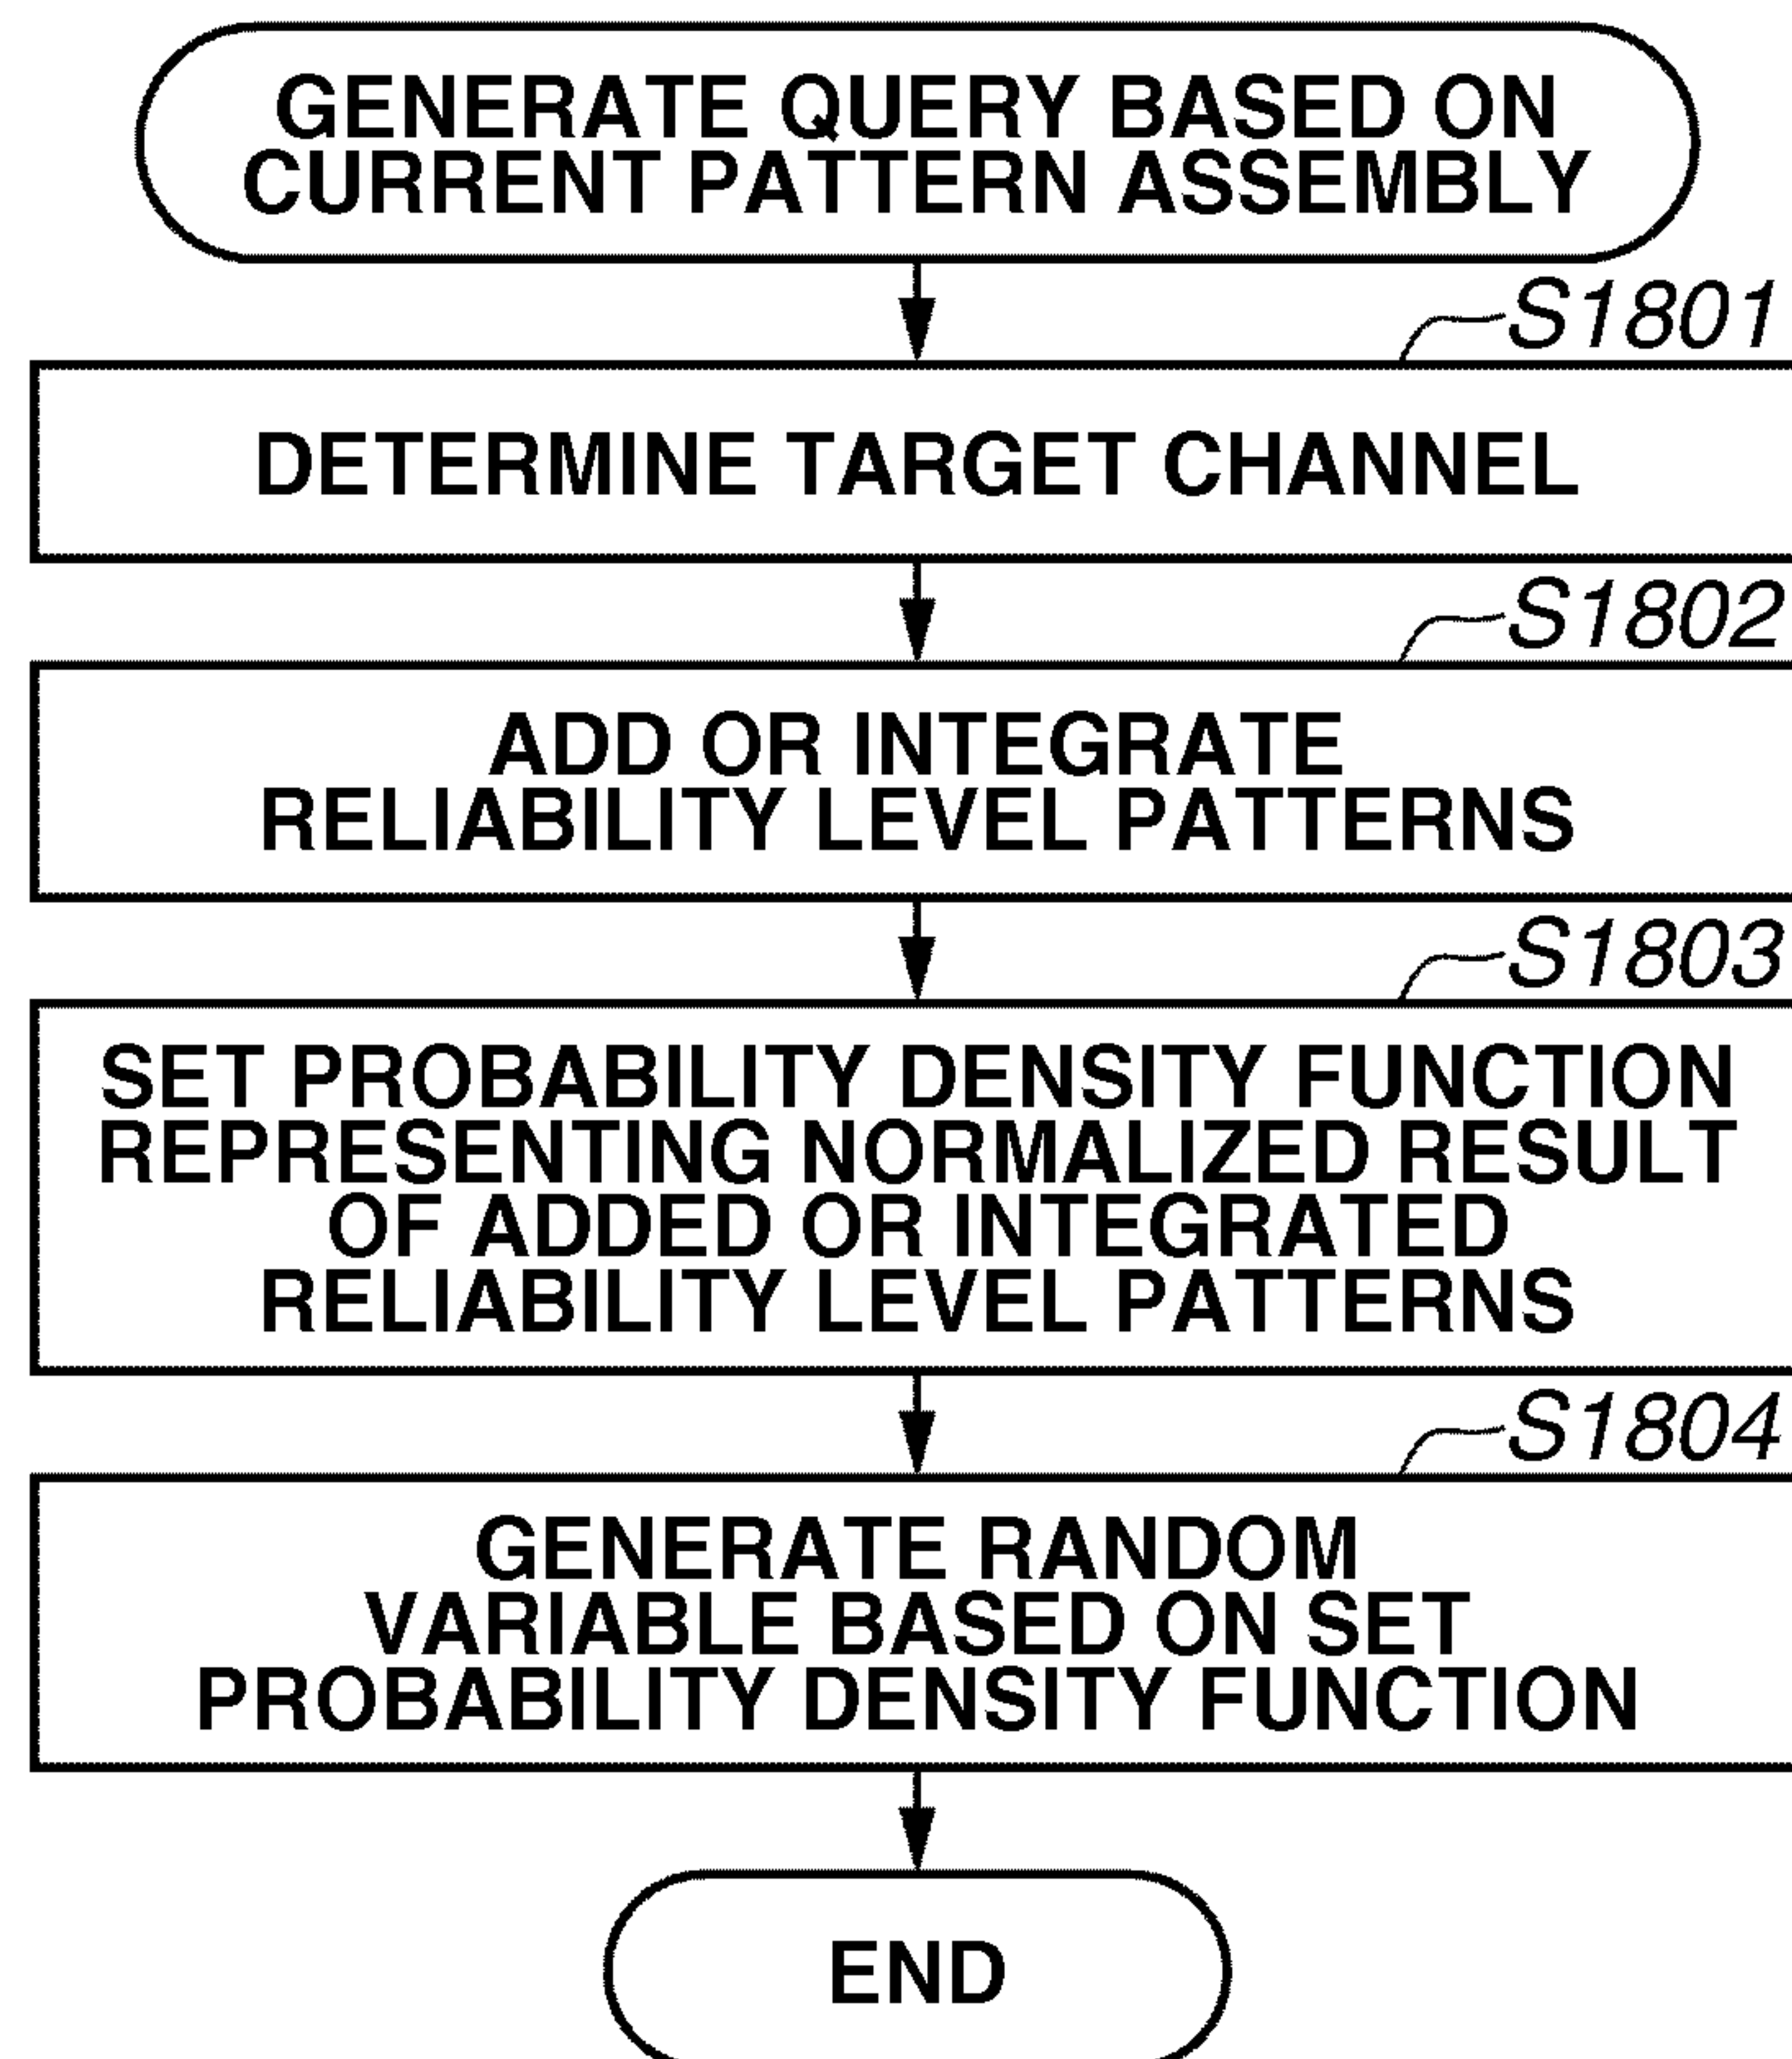 GENERATE QUERY BASED ON
CURRENT PATTERN ASSEMBLY
S1801
DETERMINE TARGET CHANNEL
S1802
ADD OR INTEGRATE
RELIABILITY LEVEL PATTERNS
S1803
SET PROBABILITY DENSITY FUNCTION
REPRESENTING NORMALIZED RESULT
OF ADDED OR INTEGRATED
RELIABILITY LEVEL PATTERNS
S1804
GENERATE RANDOM
VARIABLE BASED ON SET
PROBABILITY DENSITY FUNCTION
END